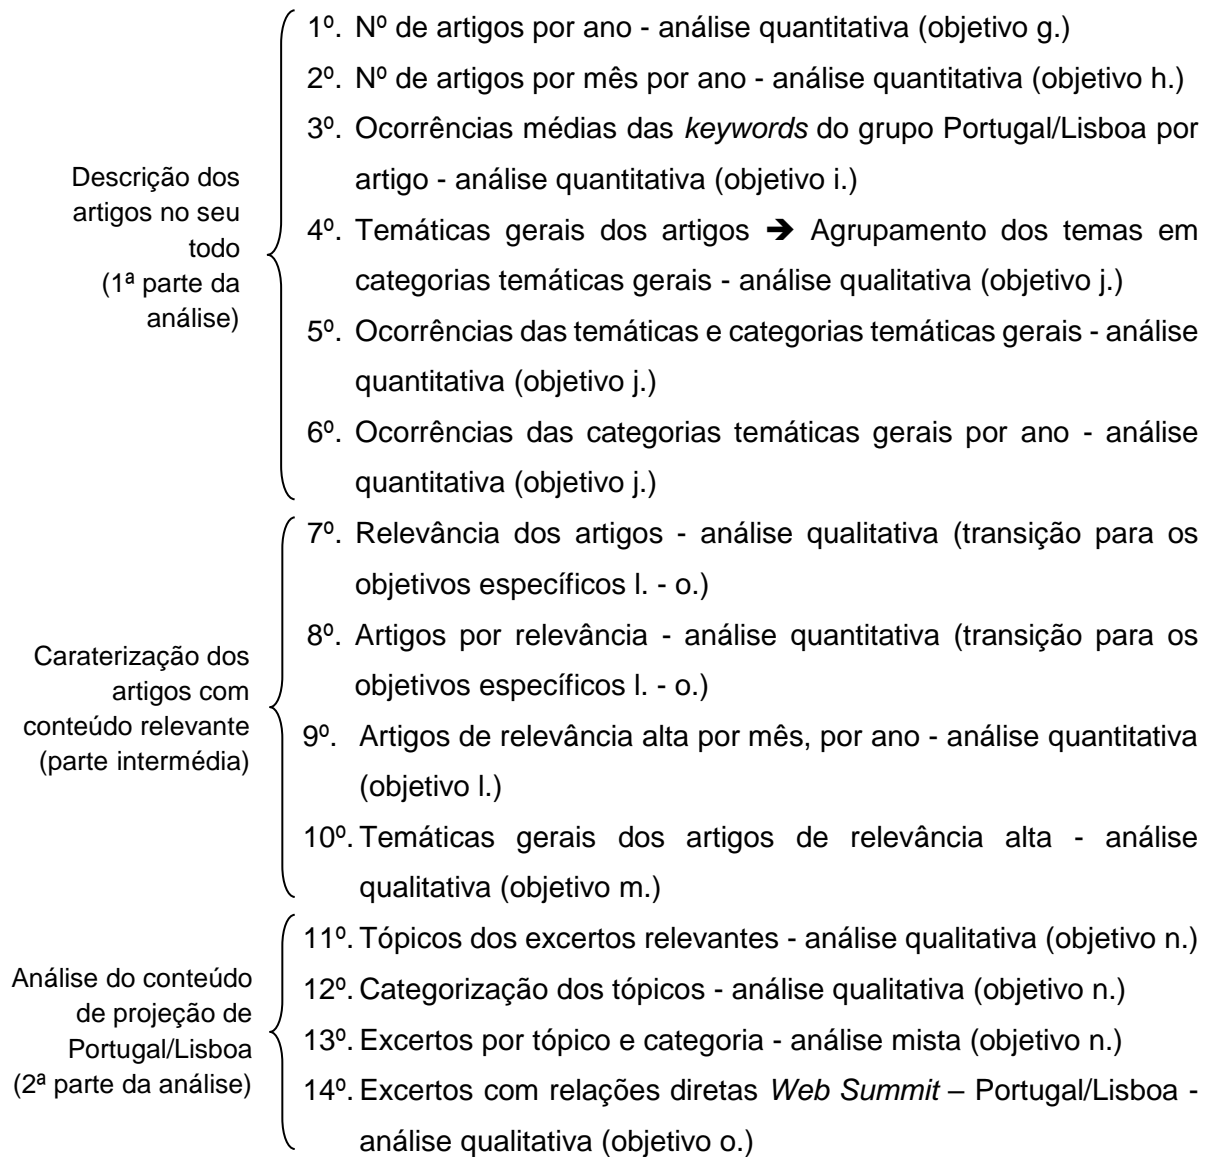 Descrição dos
artigos no seu
todo
(1ª parte da
análise)
1º. Nº de artigos por ano - análise quantitativa (objetivo g.)
2º. Nº de artigos por mês por ano - análise quantitativa (objetivo h.)
3º. Ocorrências médias das keywords do grupo Portugal/Lisboa por
artigo - análise quantitativa (objetivo i.)
4º. Temáticas gerais dos artigos ➔ Agrupamento dos temas em
categorias temáticas gerais - análise qualitativa (objetivo j.)
5º. Ocorrências das temáticas e categorias temáticas gerais - análise
quantitativa (objetivo j.)
6º. Ocorrências das categorias temáticas gerais por ano - análise
quantitativa (objetivo j.)
Caraterização dos
artigos com
conteúdo relevante
(parte intermédia)
7º. Relevância dos artigos - análise qualitativa (transição para os
objetivos específicos l. - o.)
8º. Artigos por relevância - análise quantitativa (transição para os
objetivos específicos l. - o.)
9º. Artigos de relevância alta por mês, por ano - análise quantitativa
(objetivo l.)
10º. Temáticas gerais dos artigos de relevância alta - análise
qualitativa (objetivo m.)
Análise do conteúdo
de projeção de
Portugal/Lisboa
(2ª parte da análise)
11º. Tópicos dos excertos relevantes - análise qualitativa (objetivo n.)
12º. Categorização dos tópicos - análise qualitativa (objetivo n.)
13º. Excertos por tópico e categoria - análise mista (objetivo n.)
14º. Excertos com relações diretas Web Summit – Portugal/Lisboa -
análise qualitativa (objetivo o.)